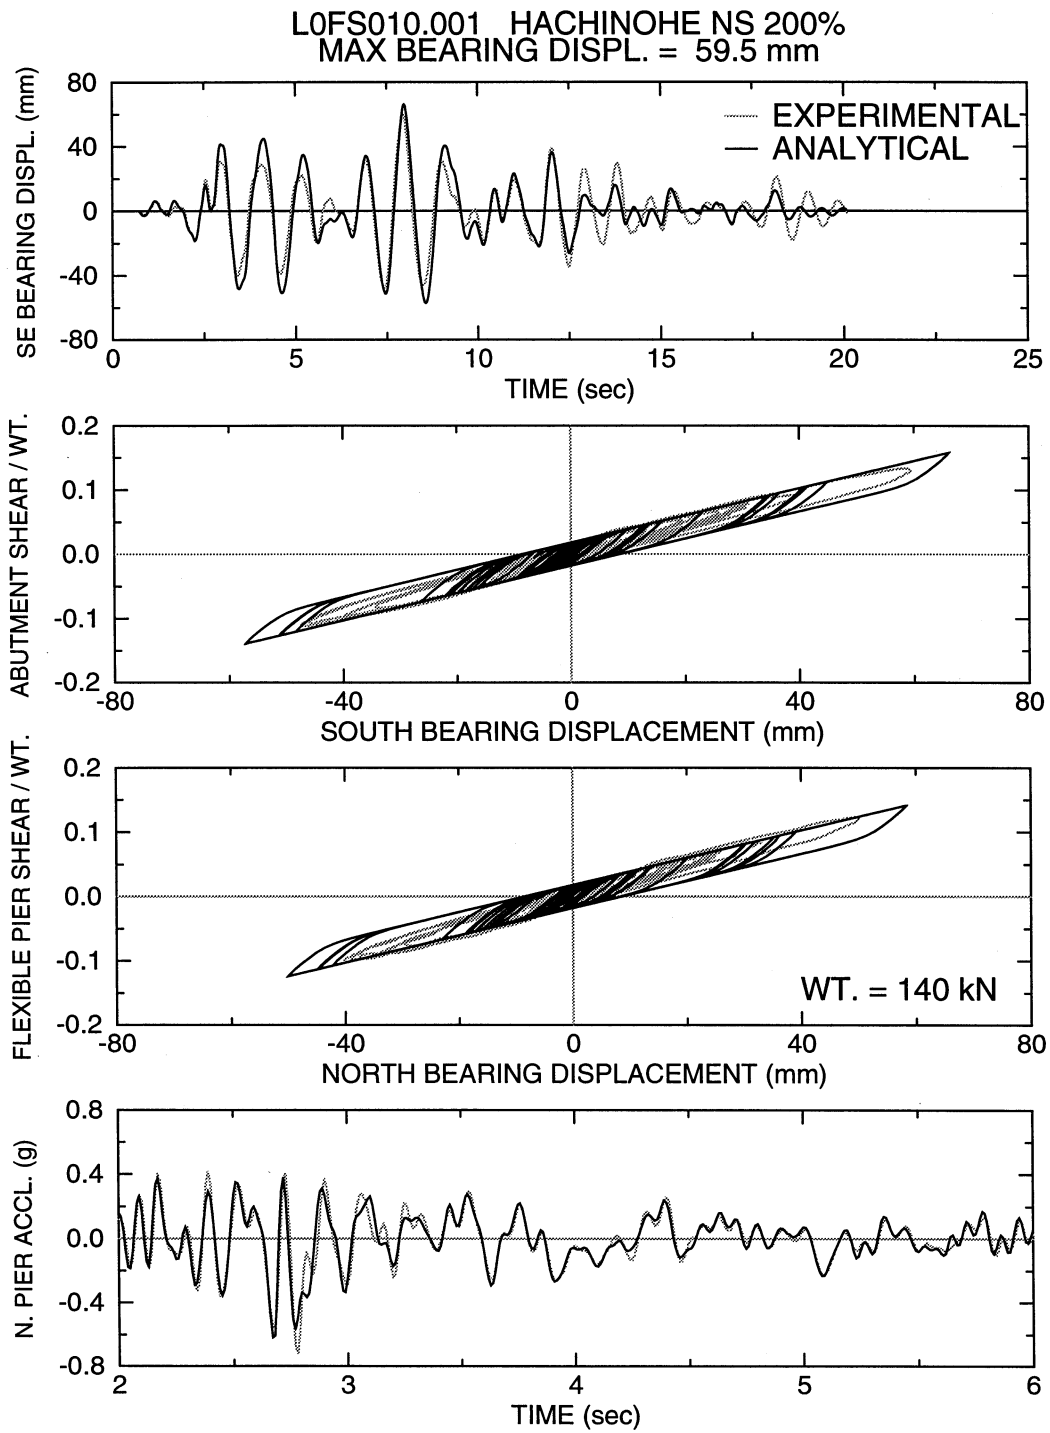 L0FS010.001 HACHINOHE NS 200%
MAX BEARING DISPL. = 59.5 mm
SE BEARING DISPL. (mm)
80
40
0
-40
-80
EXPERIMENTAL
ANALYTICAL
0 5 10 15 20 25
TIME (sec)
ABUTMENT SHEAR / WT.
0.2
0.1
0.0
-0.1
-0.2
-80 -40 0 40 80
SOUTH BEARING DISPLACEMENT (mm)
FLEXIBLE PIER SHEAR / WT.
0.2
0.1
0.0
-0.1
-0.2
WT. = 140 kN
-80 -40 0 40 80
NORTH BEARING DISPLACEMENT (mm)
N. PIER ACCL. (g)
0.8
0.4
0.0
-0.4
-0.8
2 3 4 5 6
TIME (sec)